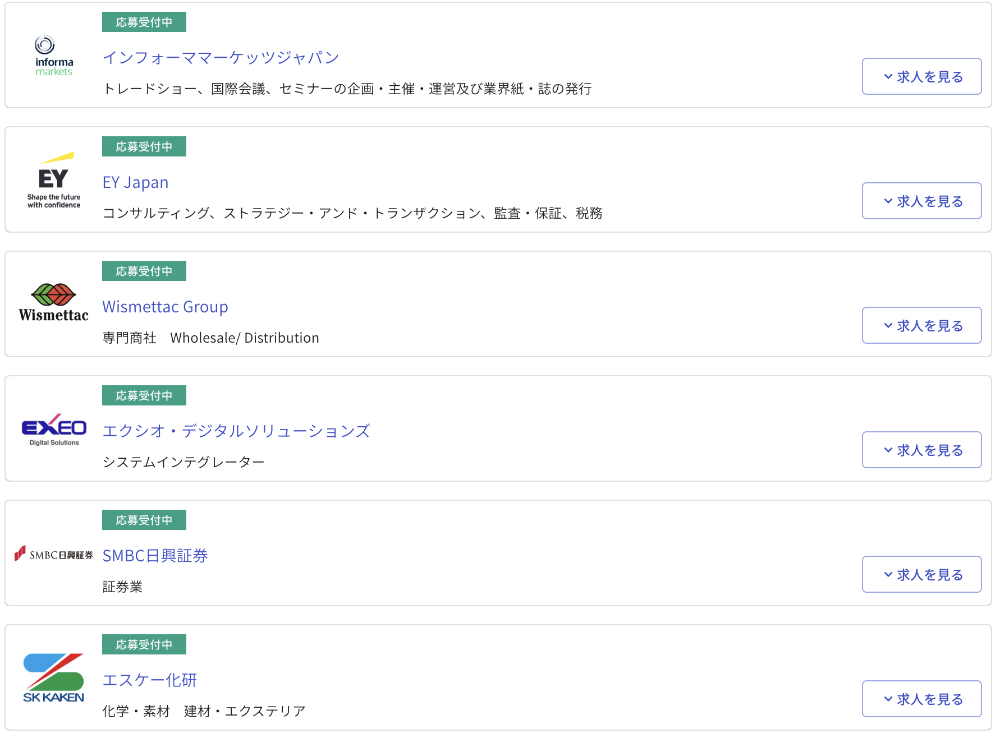 応募受付中
informa
markets
インフォーママーケッツジャパン
トレードショー、国際会議、セミナーの企画・主催・運営及び業界紙・誌の発行
求人を見る
応募受付中
EY
Shape the future
with confidence
EY Japan
コンサルティング、ストラテジー・アンド・トランザクション、監査・保証、税務
求人を見る
応募受付中
Wismettac
Wismettac Group
専門商社　Wholesale/ Distribution
求人を見る
応募受付中
EXEO
Digital Solutions
エクシオ・デジタルソリューションズ
システムインテグレーター
求人を見る
応募受付中
SMBC日興証券
SMBC日興証券
証券業
求人を見る
応募受付中
SK KAKEN
エスケー化研
化学・素材　建材・エクステリア
求人を見る